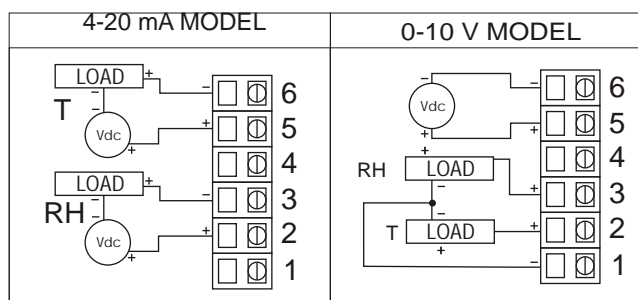 4-20 mA MODEL
0-10 V MODEL
LOAD
+
-
6
-
-
T
Vdc
+
5
+
4
LOAD
+
-
3
-
-
RH
Vdc
+
2
+
1
-
-
6
Vdc
+
+
5
+
4
RH
LOAD
-
+
3
-
T
LOAD
+
2
+
-
1